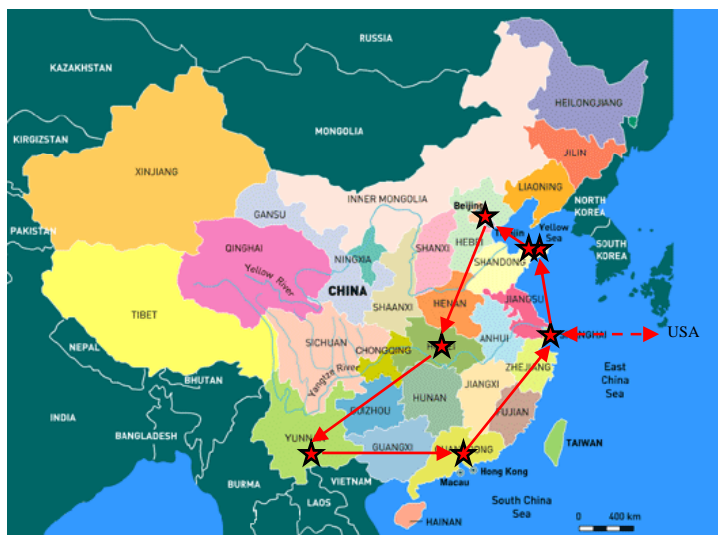 RUSSIA
KAZAKHSTAN
HEILONGJIANG
MONGOLIA
KIRGIZSTAN
JILIN
XINJIANG
LIAONING
INNER MONGOLIA
Beijing
NORTH
KOREA
GANSU
Yellow
Sea
PAKISTAN
QINGHAI
SHANXI
HEBEI
SOUTH
KOREA
NINGXIA
SHANDONG
Yellow River
CHINA
SHAANXI
HENAN
JIANGSU
TIBET
USA
NEPAL
SICHUAN
CHONGQING
ANHUI
Yangtze River
ZHEJIANG
East
China
Sea
BHUTAN
HUNAN
JIANGXI
GUIZHOU
FUJIAN
INDIA
BANGLADESH
GUANGXI
TAIWAN
BURMA
VIETNAM
Hong Kong
Macau
LAOS
South China
Sea
0 400 km
HAINAN